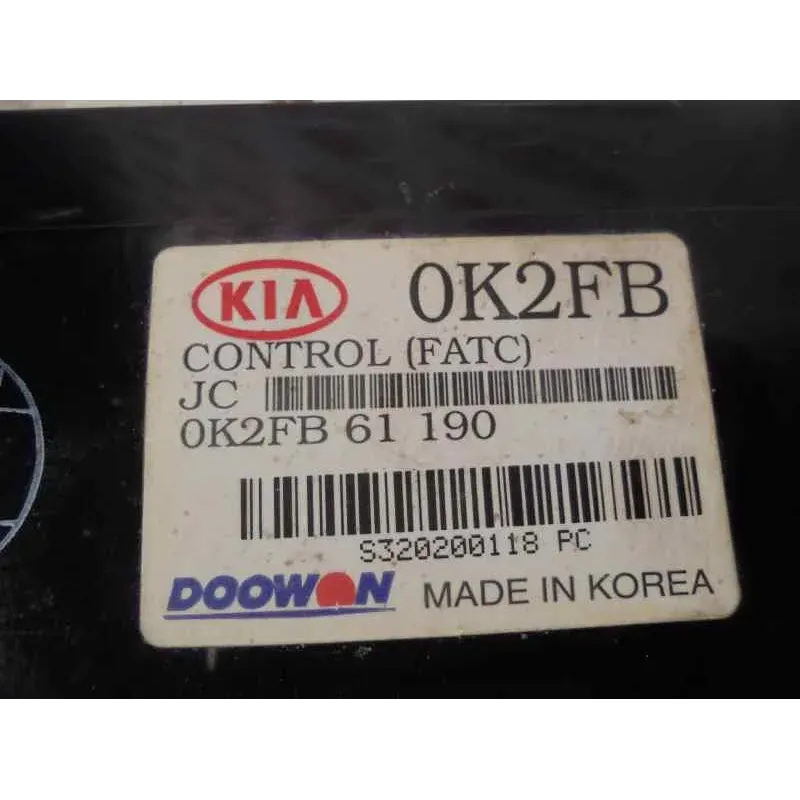 KIA 0K2FB
CONTROL (FATC)
JC
0K2FB 61 190
S320200118 PC
DOOWON MADE IN KOREA